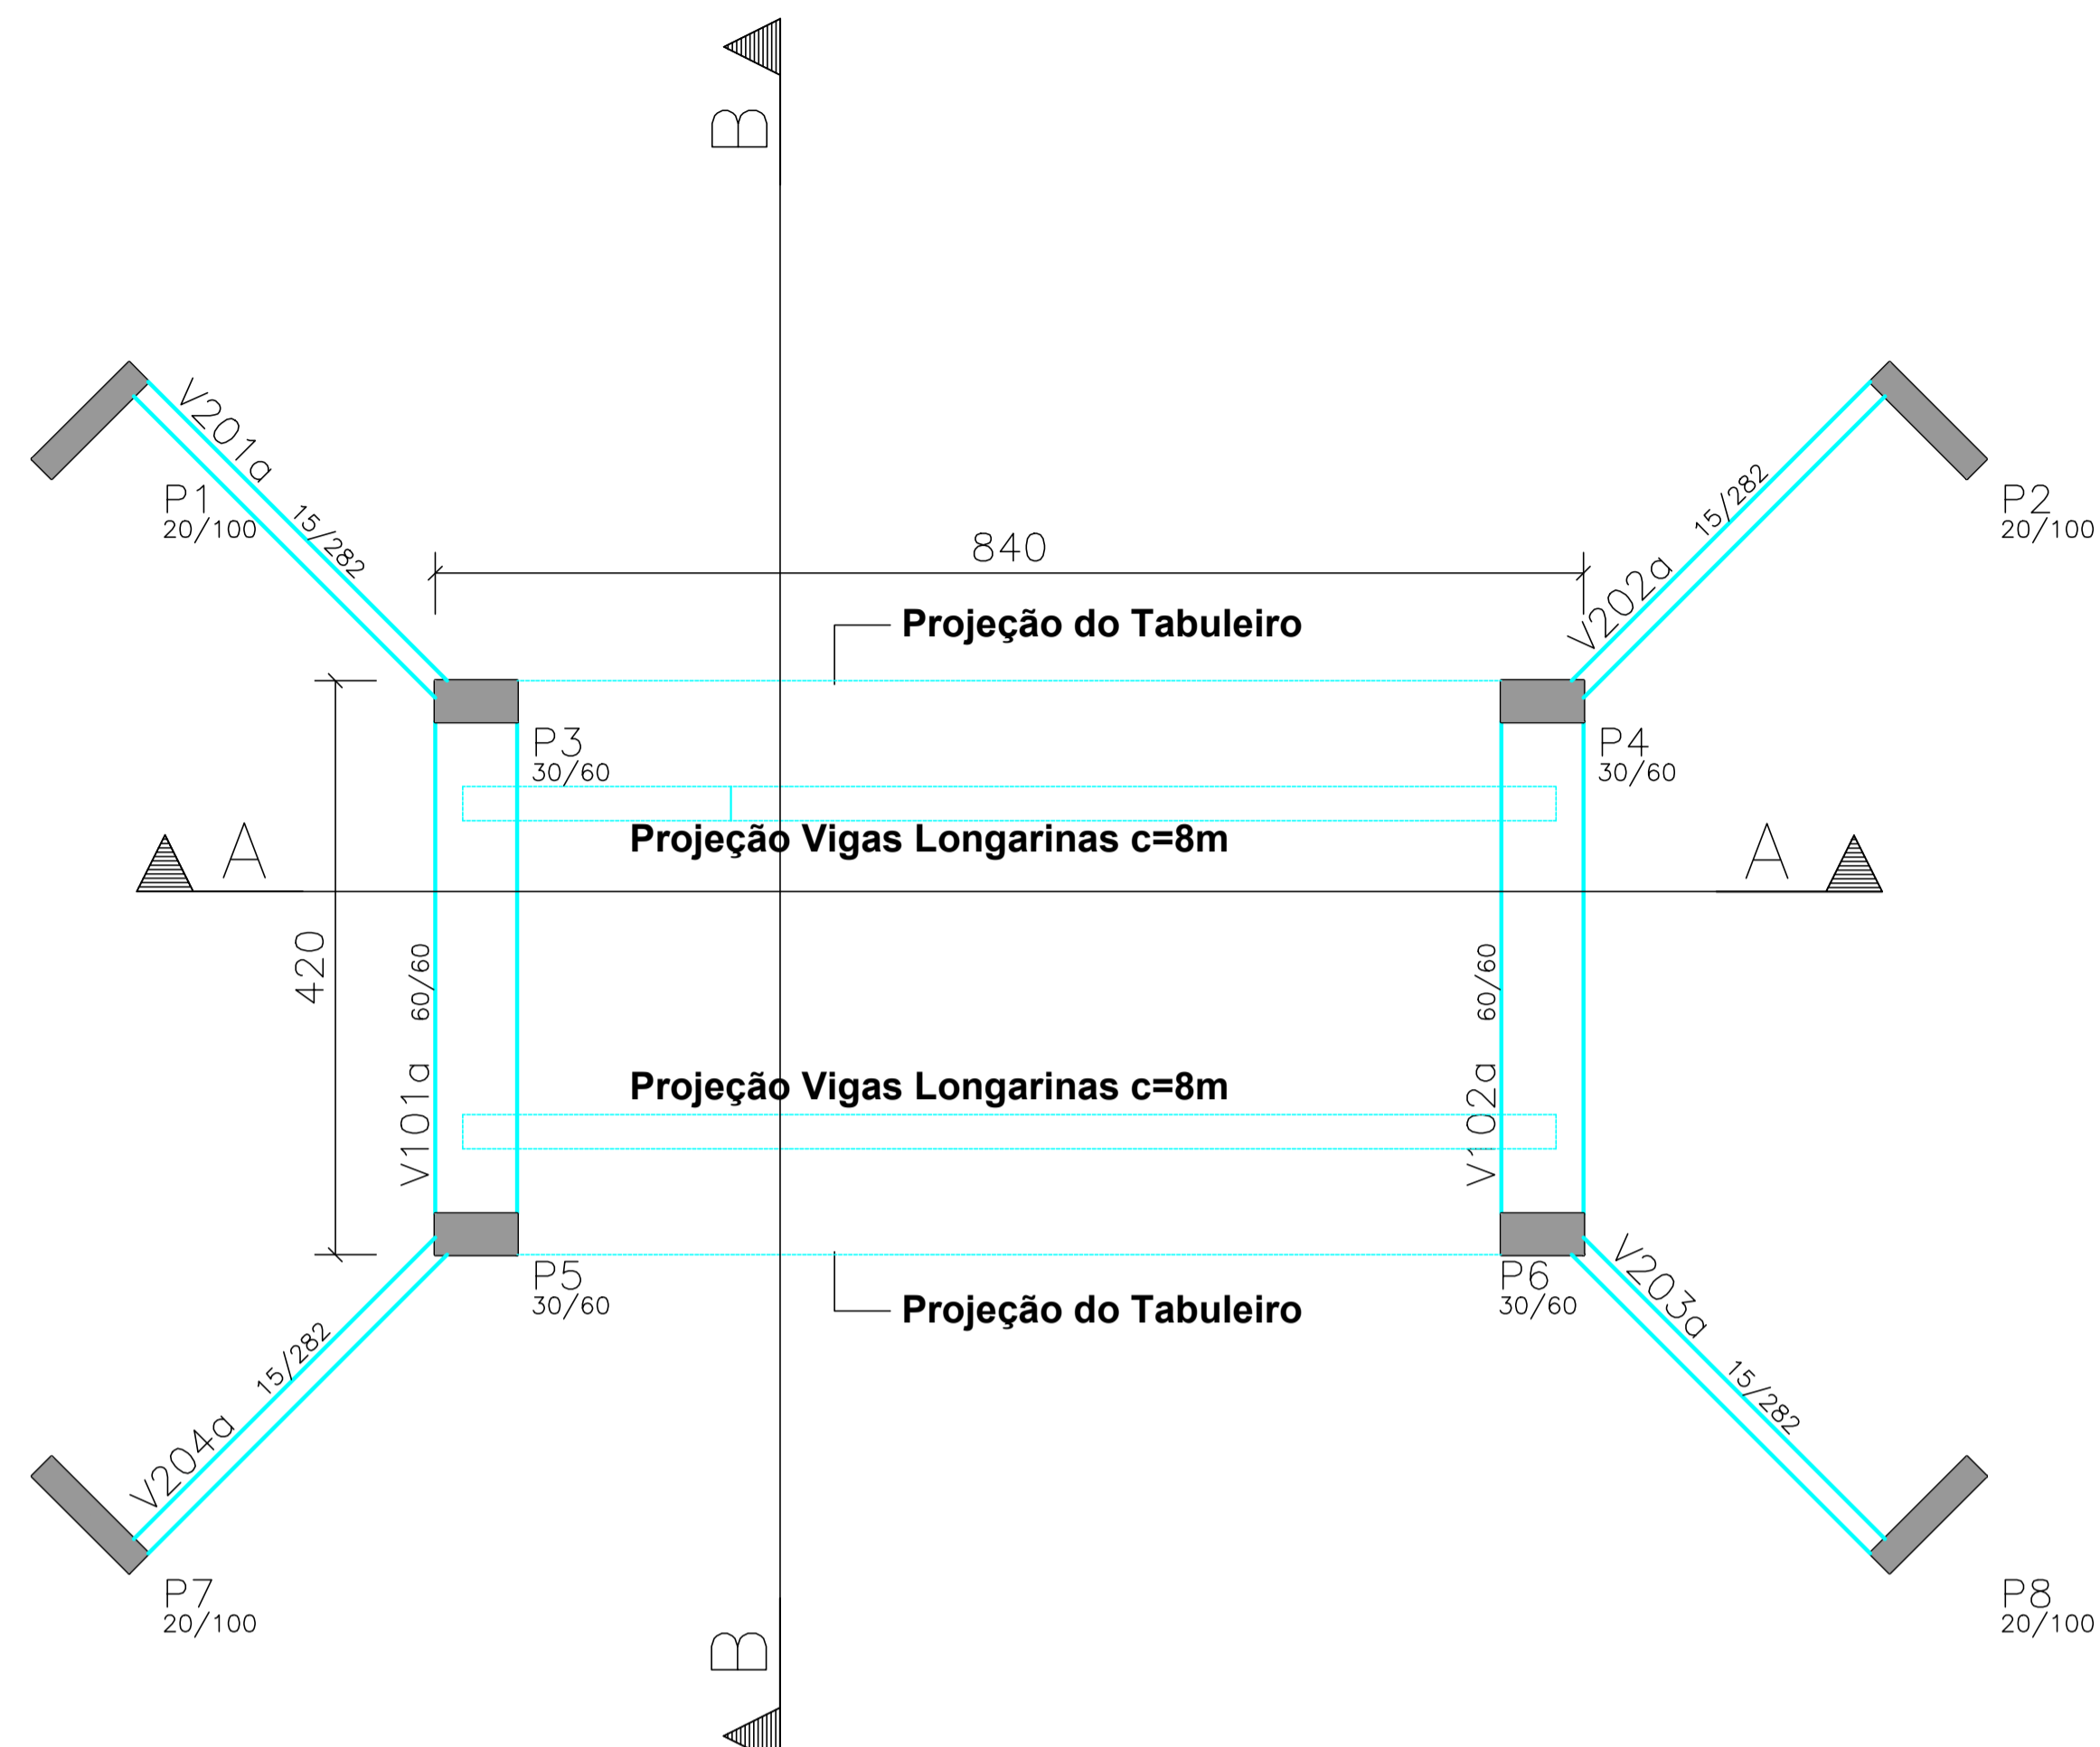 B
V201a 15/282
P1
20/100
15/282
V202a
P2
20/100
840
Projeção do Tabuleiro
P3
30/60
P4
30/60
Projeção Vigas Longarinas c=8m
A
A
420
V101a 60/60
V102a 60/60
Projeção Vigas Longarinas c=8m
P5
30/60
P6
30/60
Projeção do Tabuleiro
V203a 15/282
V204a 15/282
P7
20/100
P8
20/100
B